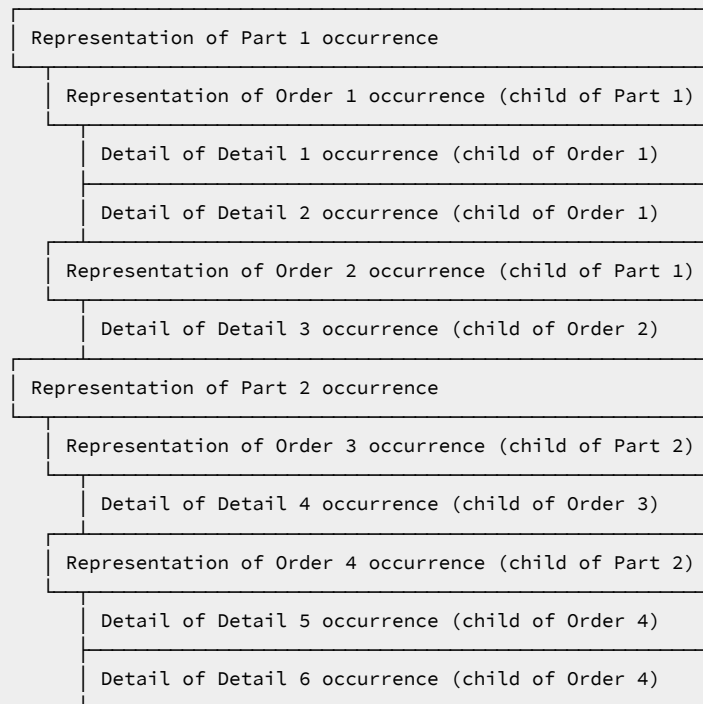 Representation of Part 1 occurrence
Representation of Order 1 occurrence (child of Part 1)
Detail of Detail 1 occurrence (child of Order 1)
Detail of Detail 2 occurrence (child of Order 1)
Representation of Order 2 occurrence (child of Part 1)
Detail of Detail 3 occurrence (child of Order 2)
Representation of Part 2 occurrence
Representation of Order 3 occurrence (child of Part 2)
Detail of Detail 4 occurrence (child of Order 3)
Representation of Order 4 occurrence (child of Part 2)
Detail of Detail 5 occurrence (child of Order 4)
Detail of Detail 6 occurrence (child of Order 4)